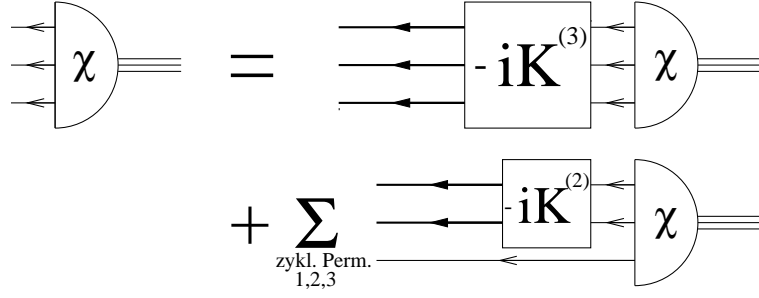 χ = - iK(3) χ
+ Σ - iK(2) χ
zykl. Perm.
1,2,3